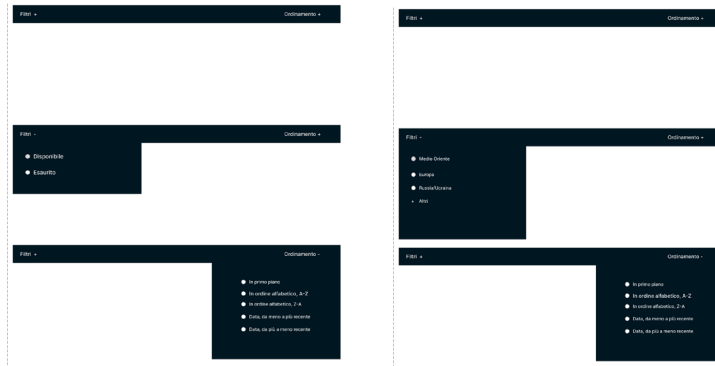 Filtri +
Ordinamento +
Filtri -
Ordinamento +
Disponibile
Esaurito
Filtri +
Ordinamento -
In primo piano
In ordine alfabetico, A-Z
In ordine alfabetico, Z-A
Data, da meno a più recente
Data, da più a meno recente
Filtri +
Ordinamento +
Filtri -
Ordinamento +
Medio Oriente
Europa
Russia/Ucraina
+ Altri
Filtri +
Ordinamento -
In primo piano
In ordine alfabetico, A-Z
In ordine alfabetico, Z-A
Data, da meno a più recente
Data, da più a meno recente